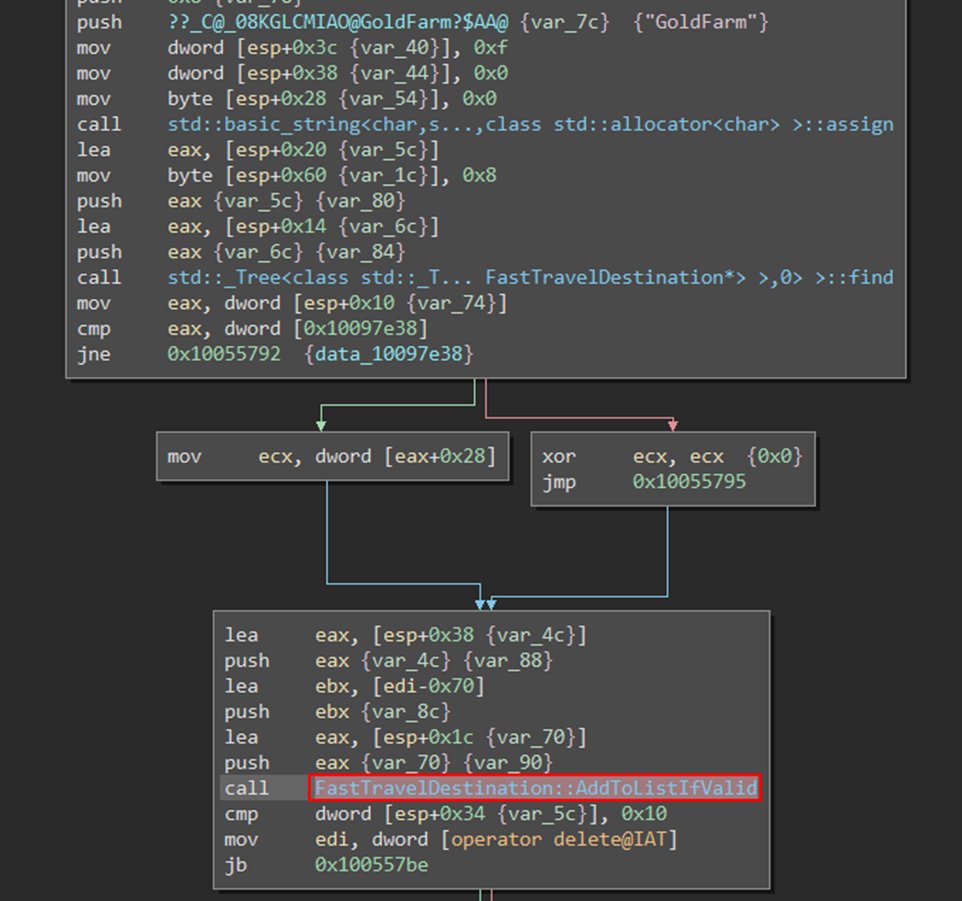 push ??_C@_08KGLCMIAO@GoldFarm?$AA@ {var_7c} {"GoldFarm"}
mov dword [esp+0x3c {var_40}], 0xf
mov dword [esp+0x38 {var_44}], 0x0
mov byte [esp+0x28 {var_54}], 0x0
call std::basic_string<char,s...,class std::allocator<char> >::assign
lea eax, [esp+0x20 {var_5c}]
mov byte [esp+0x60 {var_1c}], 0x8
push eax {var_5c} {var_80}
lea eax, [esp+0x14 {var_6c}]
push eax {var_6c} {var_84}
call std::_Tree<class std::_T... FastTravelDestination*> >,0> >::find
mov eax, dword [esp+0x10 {var_74}]
cmp eax, dword [0x10097e38]
jne 0x10055792 {data_10097e38}
mov ecx, dword [eax+0x28]
xor ecx, ecx {0x0}
jmp 0x10055795
lea eax, [esp+0x38 {var_4c}]
push eax {var_4c} {var_88}
lea ebx, [edi-0x70]
push ebx {var_8c}
lea eax, [esp+0x1c {var_70}]
push eax {var_70} {var_90}
call FastTravelDestination::AddToListIfValid
cmp dword [esp+0x34 {var_5c}], 0x10
mov edi, dword [operator delete@IAT]
jb 0x100557be